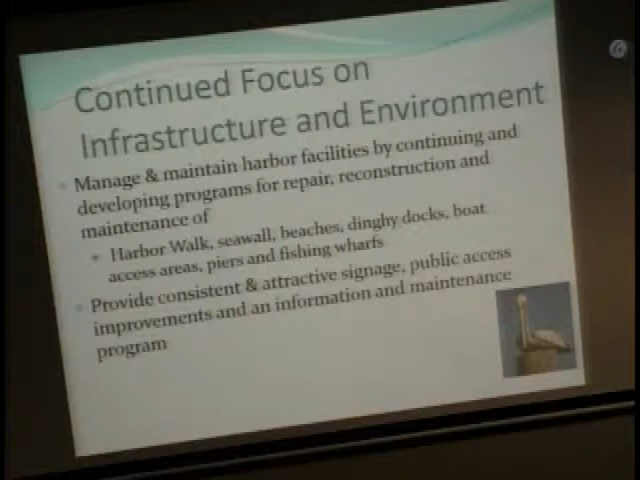 Continued Focus on
Infrastructure and Environment
Manage & maintain harbor facilities by continuing and
developing programs for repair, reconstruction and
maintenance of
Harbor Walk, seawall, beaches, dinghy docks, boat
access areas, piers and fishing wharfs
Provide consistent & attractive signage, public access
improvements and an information and maintenance
program